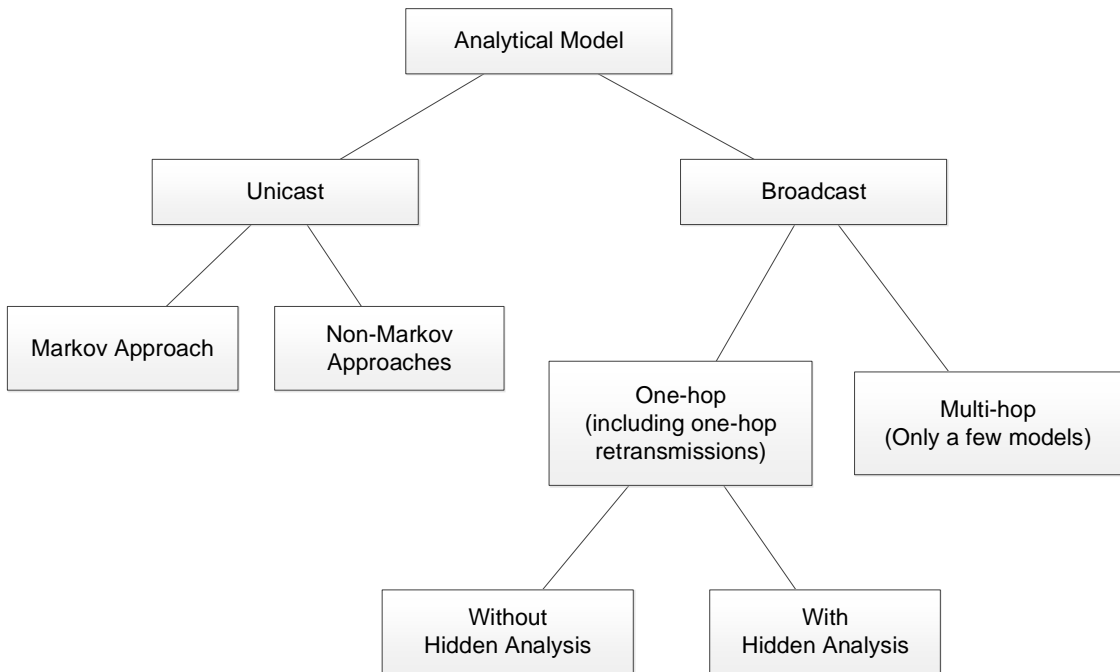 Analytical Model
Unicast
Broadcast
Markov Approach
Non-Markov
Approaches
One-hop
(including one-hop
retransmissions)
Multi-hop
(Only a few models)
Without
Hidden Analysis
With
Hidden Analysis